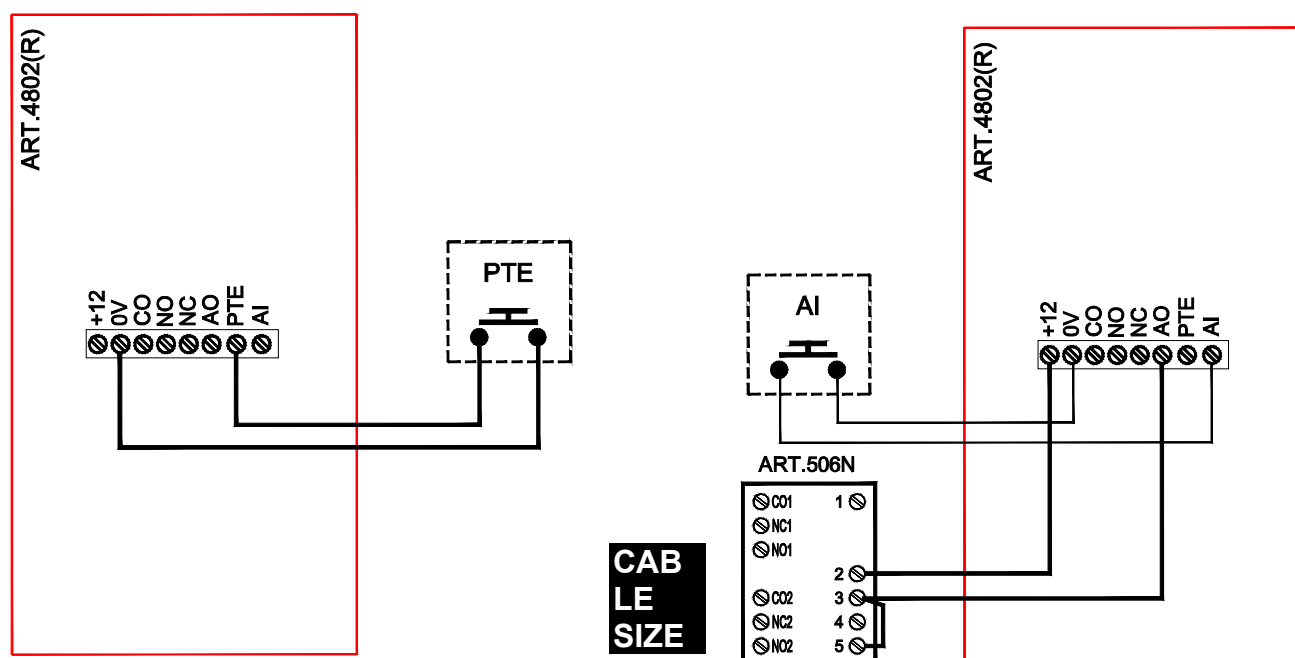 ART.4802(R)
+12
0V
CO
NO
NC
AO
PTE
AI
PTE
AI
ART.4802(R)
+12
0V
CO
NO
NC
AO
PTE
AI
ART.506N
CO1 1
NC1
NO1
2
CO2 3
NC2 4
NO2 5
CAB
LE
SIZE